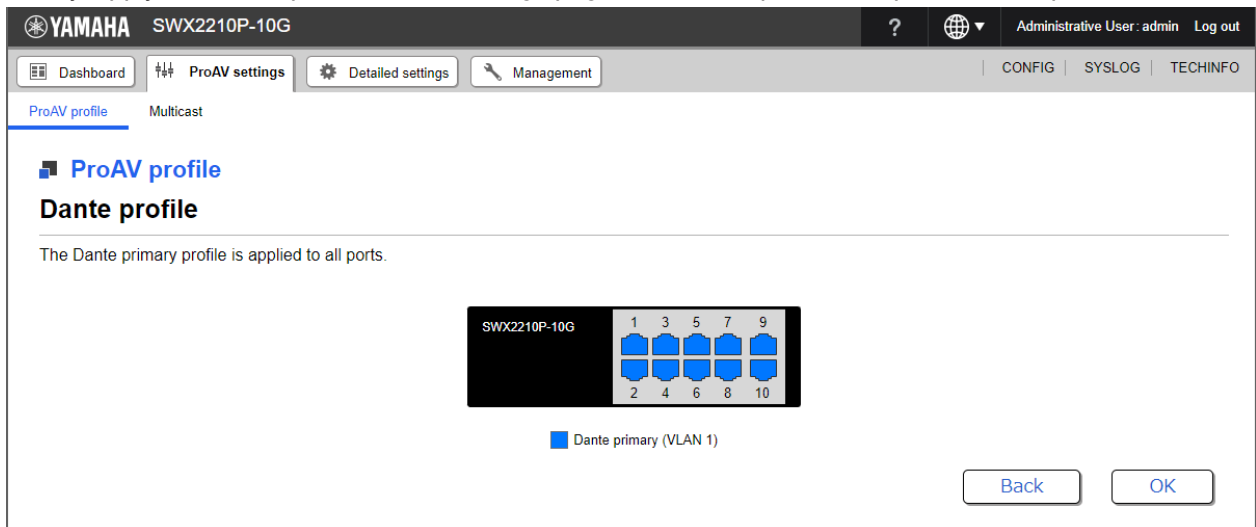 YAMAHA SWX2210P-10G ? Administrative User: admin Log out
Dashboard ProAV settings Detailed settings Management CONFIG SYSLOG TECHINFO
ProAV profile Multicast
ProAV profile
Dante profile
The Dante primary profile is applied to all ports.
SWX2210P-10G 1 3 5 7 9
2 4 6 8 10
Dante primary (VLAN 1)
Back OK